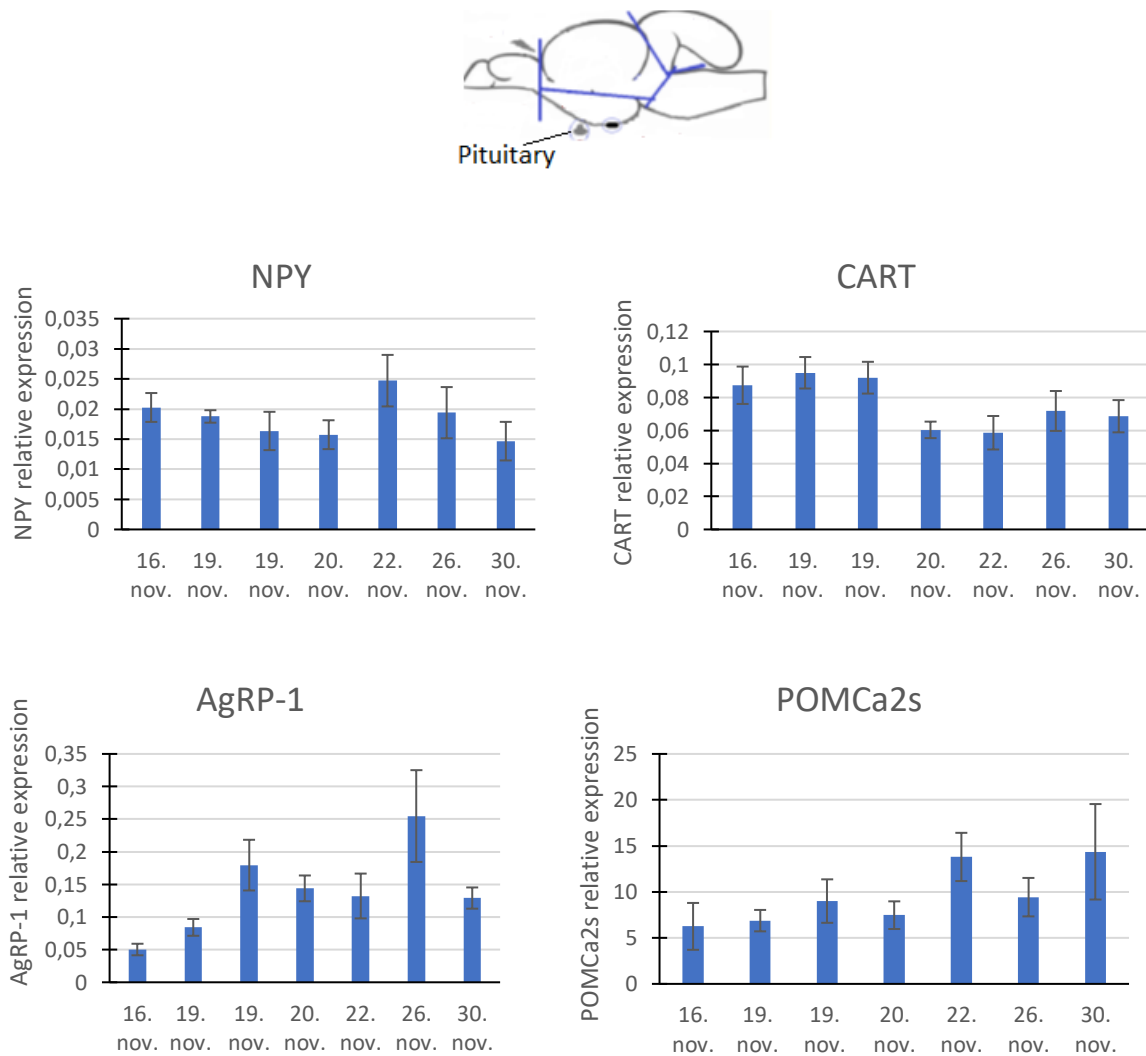 Pituitary
NPY
NPY relative expression
0,035
0,03
0,025
0,02
0,015
0,01
0,005
0
16. nov.
19. nov.
19. nov.
20. nov.
22. nov.
26. nov.
30. nov.
CART
CART relative expression
0,12
0,1
0,08
0,06
0,04
0,02
0
16. nov.
19. nov.
19. nov.
20. nov.
22. nov.
26. nov.
30. nov.
AgRP-1
AgRP-1 relative expression
0,35
0,3
0,25
0,2
0,15
0,1
0,05
0
16. nov.
19. nov.
19. nov.
20. nov.
22. nov.
26. nov.
30. nov.
POMCa2s
POMCa2s relative expression
25
20
15
10
5
0
16. nov.
19. nov.
19. nov.
20. nov.
22. nov.
26. nov.
30. nov.